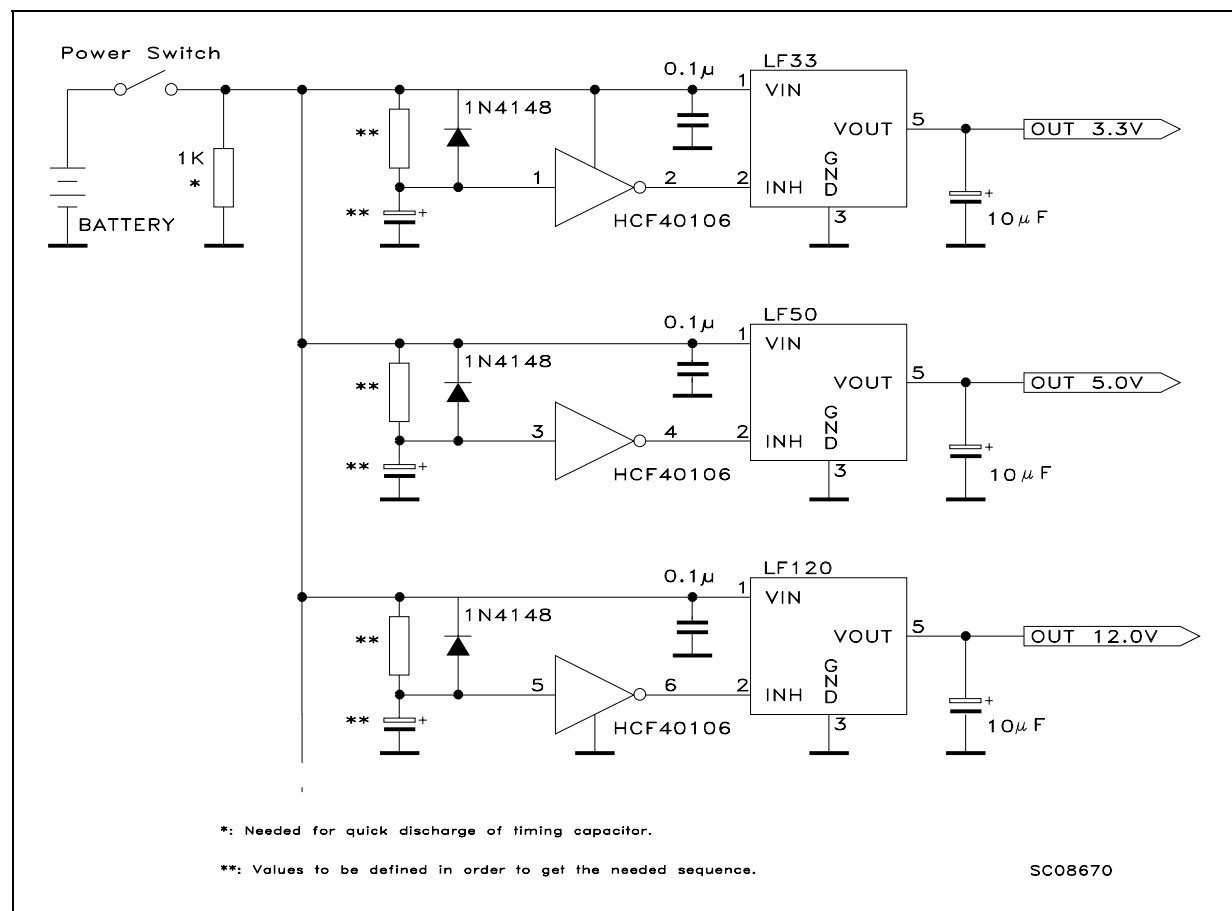 Power Switch
1K
*
BATTERY
**
**
1N4148
1
2
HCF40106
0.1μ
LF33
1
VIN
VOUT
5
2
INH
GND
3
OUT 3.3V
+
+
10μF
**
**
1N4148
3
4
HCF40106
0.1μ
LF50
1
VIN
VOUT
5
2
INH
GND
3
OUT 5.0V
+
+
10μF
**
**
1N4148
5
6
HCF40106
0.1μ
LF120
1
VIN
VOUT
5
2
INH
GND
3
OUT 12.0V
+
+
10μF
*: Needed for quick discharge of timing capacitor.
**: Values to be defined in order to get the needed sequence.
SC08670